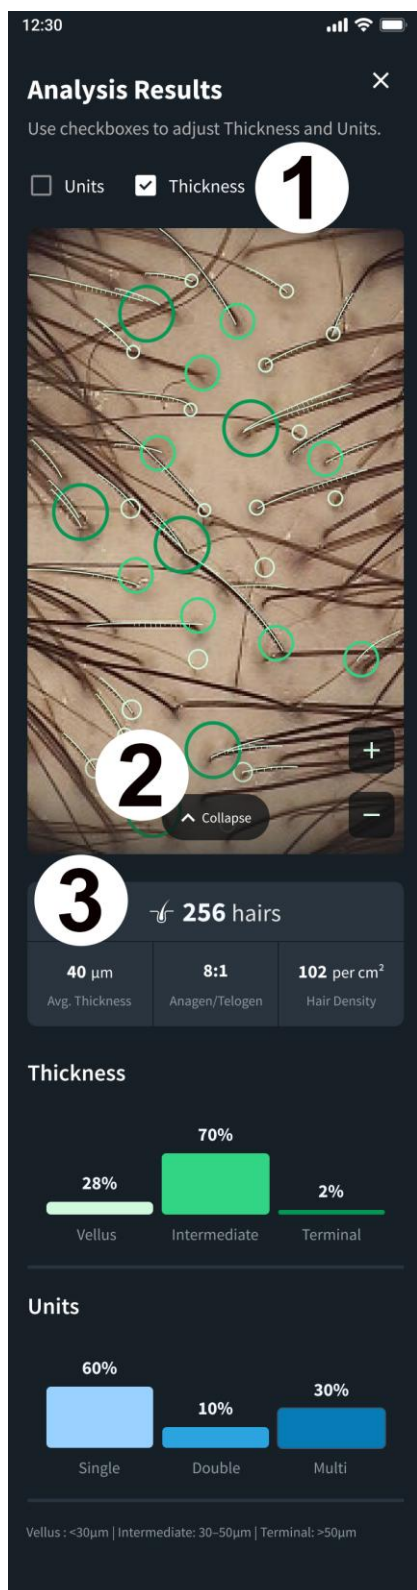 12:30
Analysis Results
Use checkboxes to adjust Thickness and Units.
Units Thickness 1
+
2
Collapse −
3
256 hairs
40 μm 8:1 102 per cm²
Avg. Thickness Anagen/Telogen Hair Density
Thickness
70%
28% 2%
Vellus Intermediate Terminal
Units
60%
10% 30%
Single Double Multi
Vellus : <30μm | Intermediate: 30–50μm | Terminal: >50μm